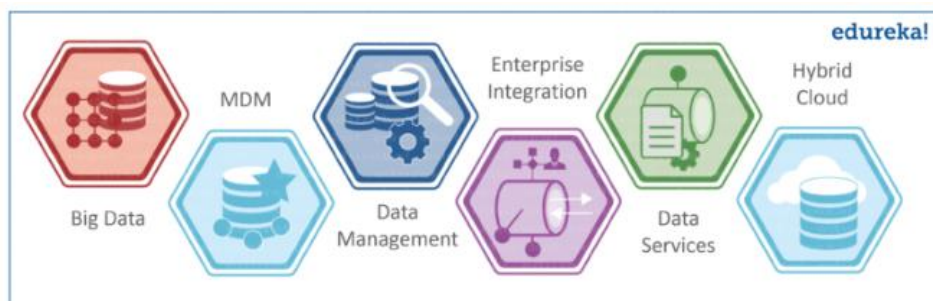 edureka!
Big Data
MDM
Data
Management
Enterprise
Integration
Data
Services
Hybrid
Cloud